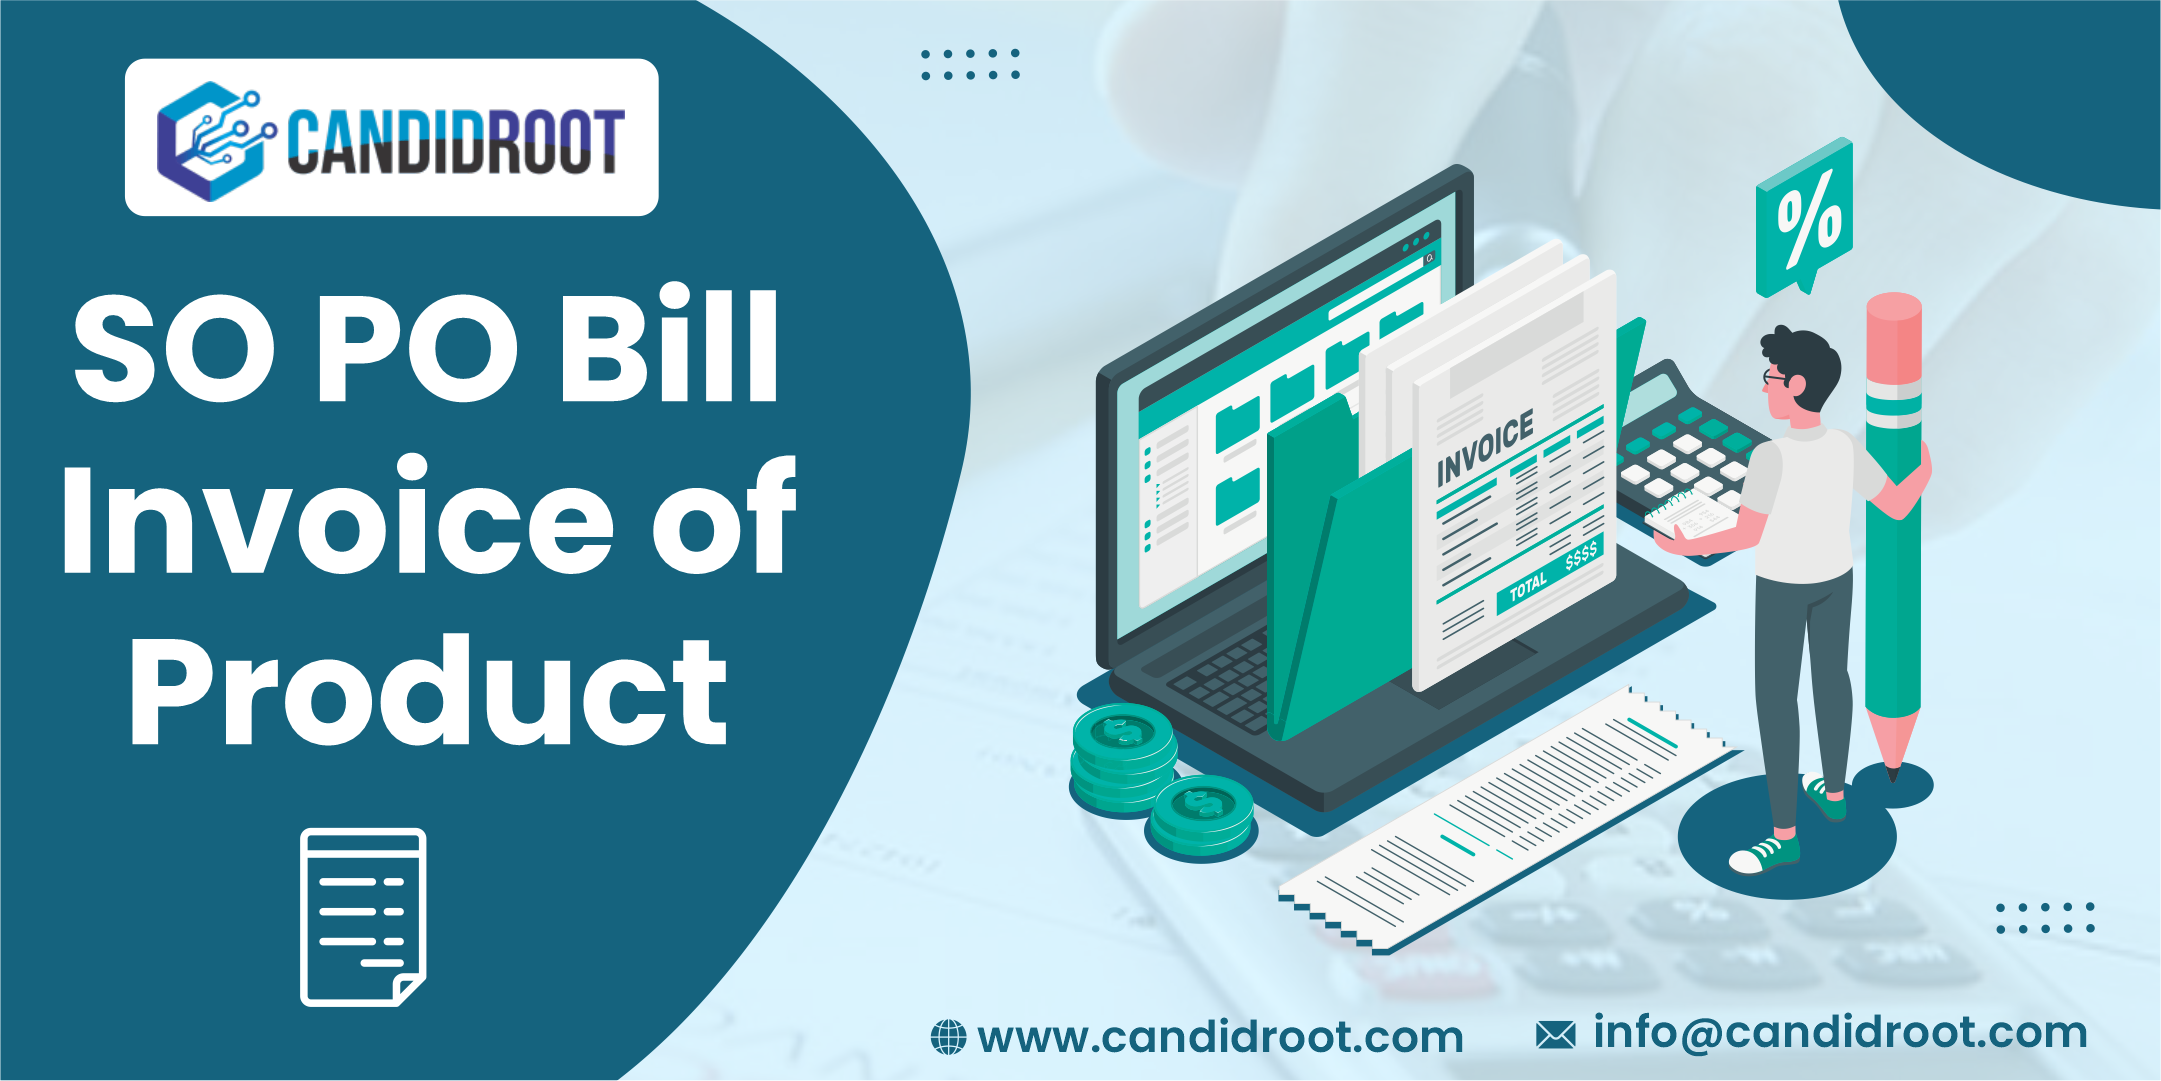 CANDIDROOT
SO PO Bill
Invoice of
Product
%
INVOICE
TOTAL $$$$
www.candidroot.com
info@candidroot.com